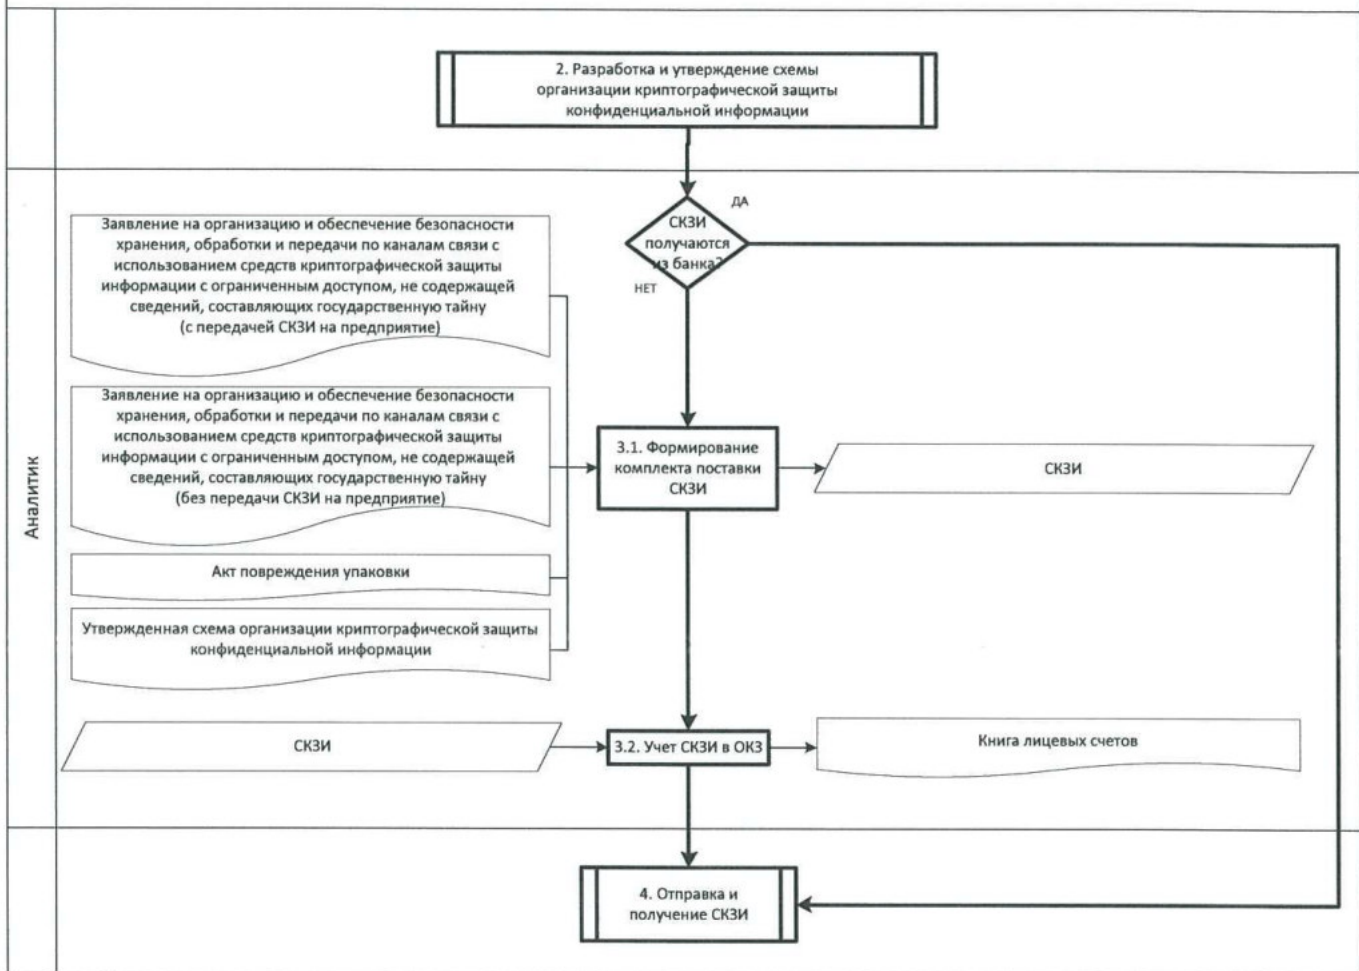 2. Разработка и утверждение схемы
организации криптографической защиты
конфиденциальной информации
Аналитик
СКЗИ
получаются
из банка?
ДА
НЕТ
Заявление на организацию и обеспечение безопасности
хранения, обработки и передачи по каналам связи с
использованием средств криптографической защиты
информации с ограниченным доступом, не содержащей
сведений, составляющих государственную тайну
(с передачей СКЗИ на предприятие)
Заявление на организацию и обеспечение безопасности
хранения, обработки и передачи по каналам связи с
использованием средств криптографической защиты
информации с ограниченным доступом, не содержащей
сведений, составляющих государственную тайну
(без передачи СКЗИ на предприятие)
Акт повреждения упаковки
Утвержденная схема организации криптографической защиты
конфиденциальной информации
3.1. Формирование
комплекта поставки
СКЗИ
СКЗИ
СКЗИ
3.2. Учет СКЗИ в ОКЗ
Книга лицевых счетов
4. Отправка и
получение СКЗИ